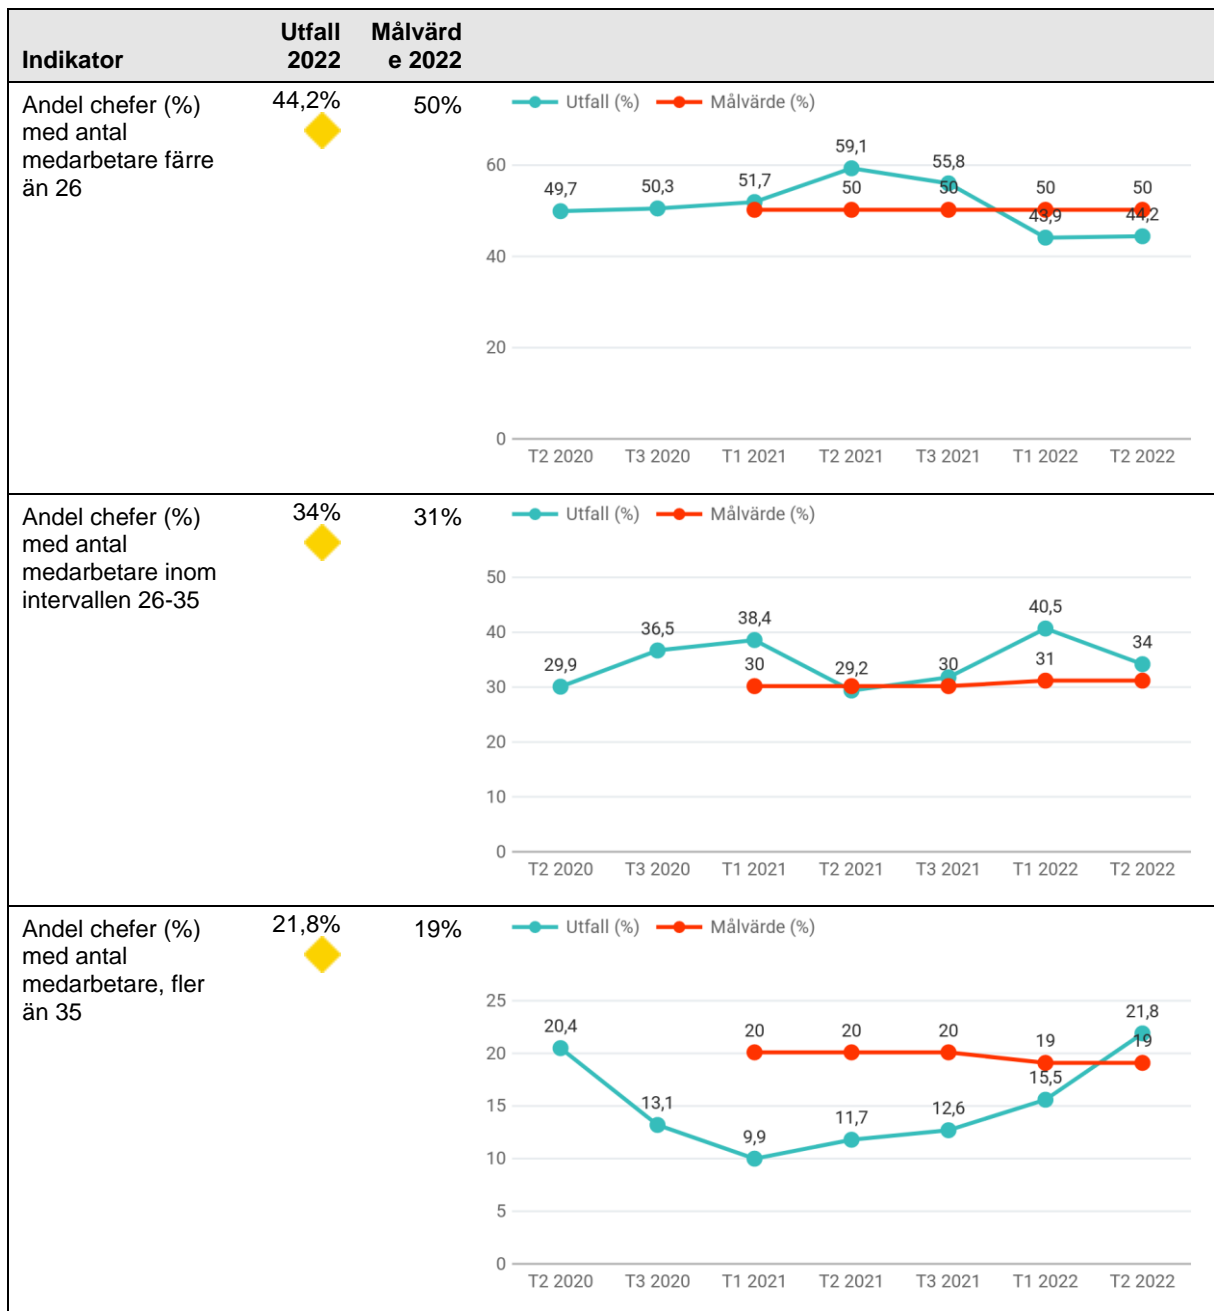 Indikator
Utfall
2022
Målvärd
e 2022
Andel chefer (%)
med antal
medarbetare färre
än 26
44,2%
50%
Utfall (%) Målvärde (%)
60
40
20
0
49,7 50,3 51,7 59,1 55,8 43,9 44,2
50 50 50 50
T2 2020 T3 2020 T1 2021 T2 2021 T3 2021 T1 2022 T2 2022
Andel chefer (%)
med antal
medarbetare inom
intervallen 26-35
34%
31%
Utfall (%) Målvärde (%)
50
40
30
20
10
0
29,9 36,5 38,4 29,2 40,5 34
30 30 31
T2 2020 T3 2020 T1 2021 T2 2021 T3 2021 T1 2022 T2 2022
Andel chefer (%)
med antal
medarbetare, fler
än 35
21,8%
19%
Utfall (%) Målvärde (%)
25
20
15
10
5
0
20,4 13,1 9,9 11,7 12,6 15,5 21,8
20 20 20 19 19
T2 2020 T3 2020 T1 2021 T2 2021 T3 2021 T1 2022 T2 2022